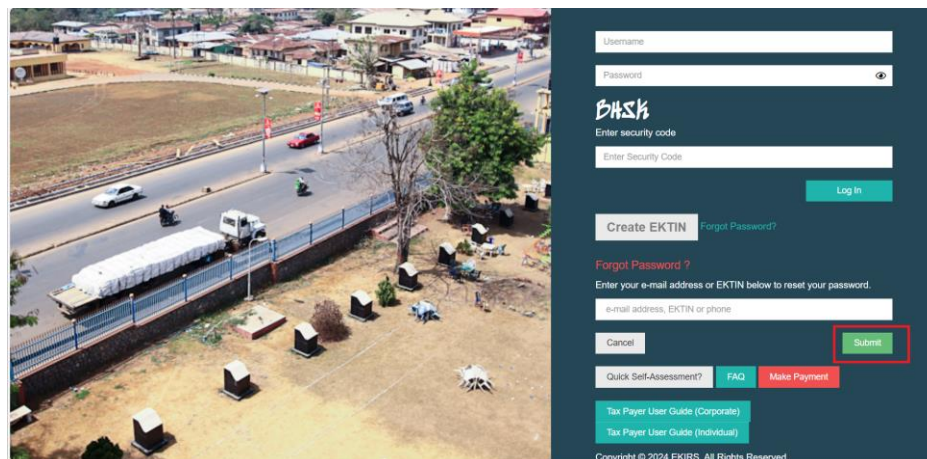 Username
Password
BHSK
Enter security code
Enter Security Code
Log In
Create EKTIN Forgot Password?
Forgot Password ?
Enter your e-mail address or EKTIN below to reset your password.
e-mail address, EKTIN or phone
Cancel Submit
Quick Self-Assessment? FAQ Make Payment
Tax Payer User Guide (Corporate)
Tax Payer User Guide (Individual)
Copyright © 2024 EKIRS. All Rights Reserved